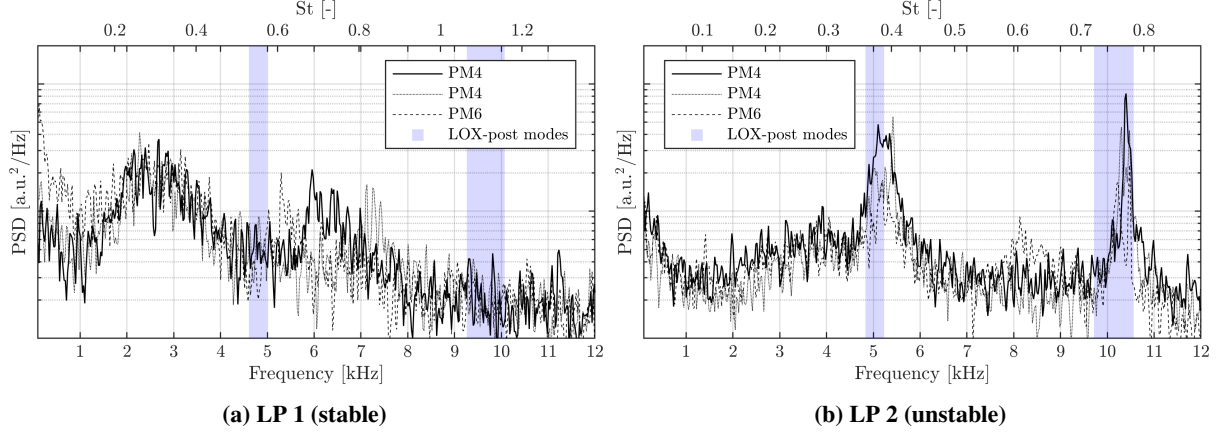 St [-]
0.2 0.4 0.6 0.7 0.8 1 1.2
PM4
PM4
PM6
LOX-post modes
PSD [a.u.²/Hz]
1 2 3 4 5 6 7 8 9 10 11 12
Frequency [kHz]
(a) LP 1 (stable)
St [-]
0.1 0.2 0.3 0.4 0.5 0.6 0.7 0.8
PM4
PM4
PM6
LOX-post modes
PSD [a.u.²/Hz]
1 2 3 4 5 6 7 8 9 10 11 12
Frequency [kHz]
(b) LP 2 (unstable)